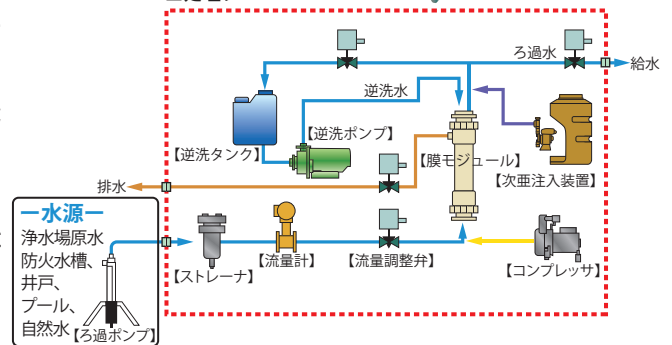 ろ過水
給水
逆洗水
【逆洗タンク】
【逆洗ポンプ】
【膜モジュール】
【次亜注入装置】
排水
ー水源ー
浄水場原水
防火水槽、
井戸、
プール、
自然水
【ろ過ポンプ】
【ストレーナ】
【流量計】
【流量調整弁】
【コンプレッサ】